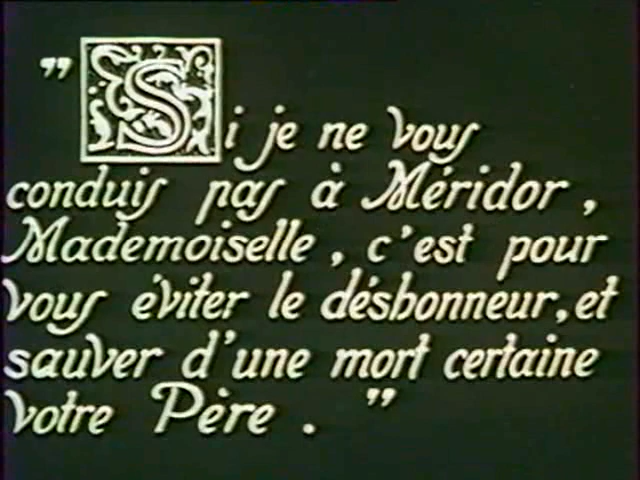 " Si je ne vous
conduis pas à Méridor,
Mademoiselle, c'est pour
vous éviter le déshonneur, et
sauver d'une mort certaine
votre Père. "